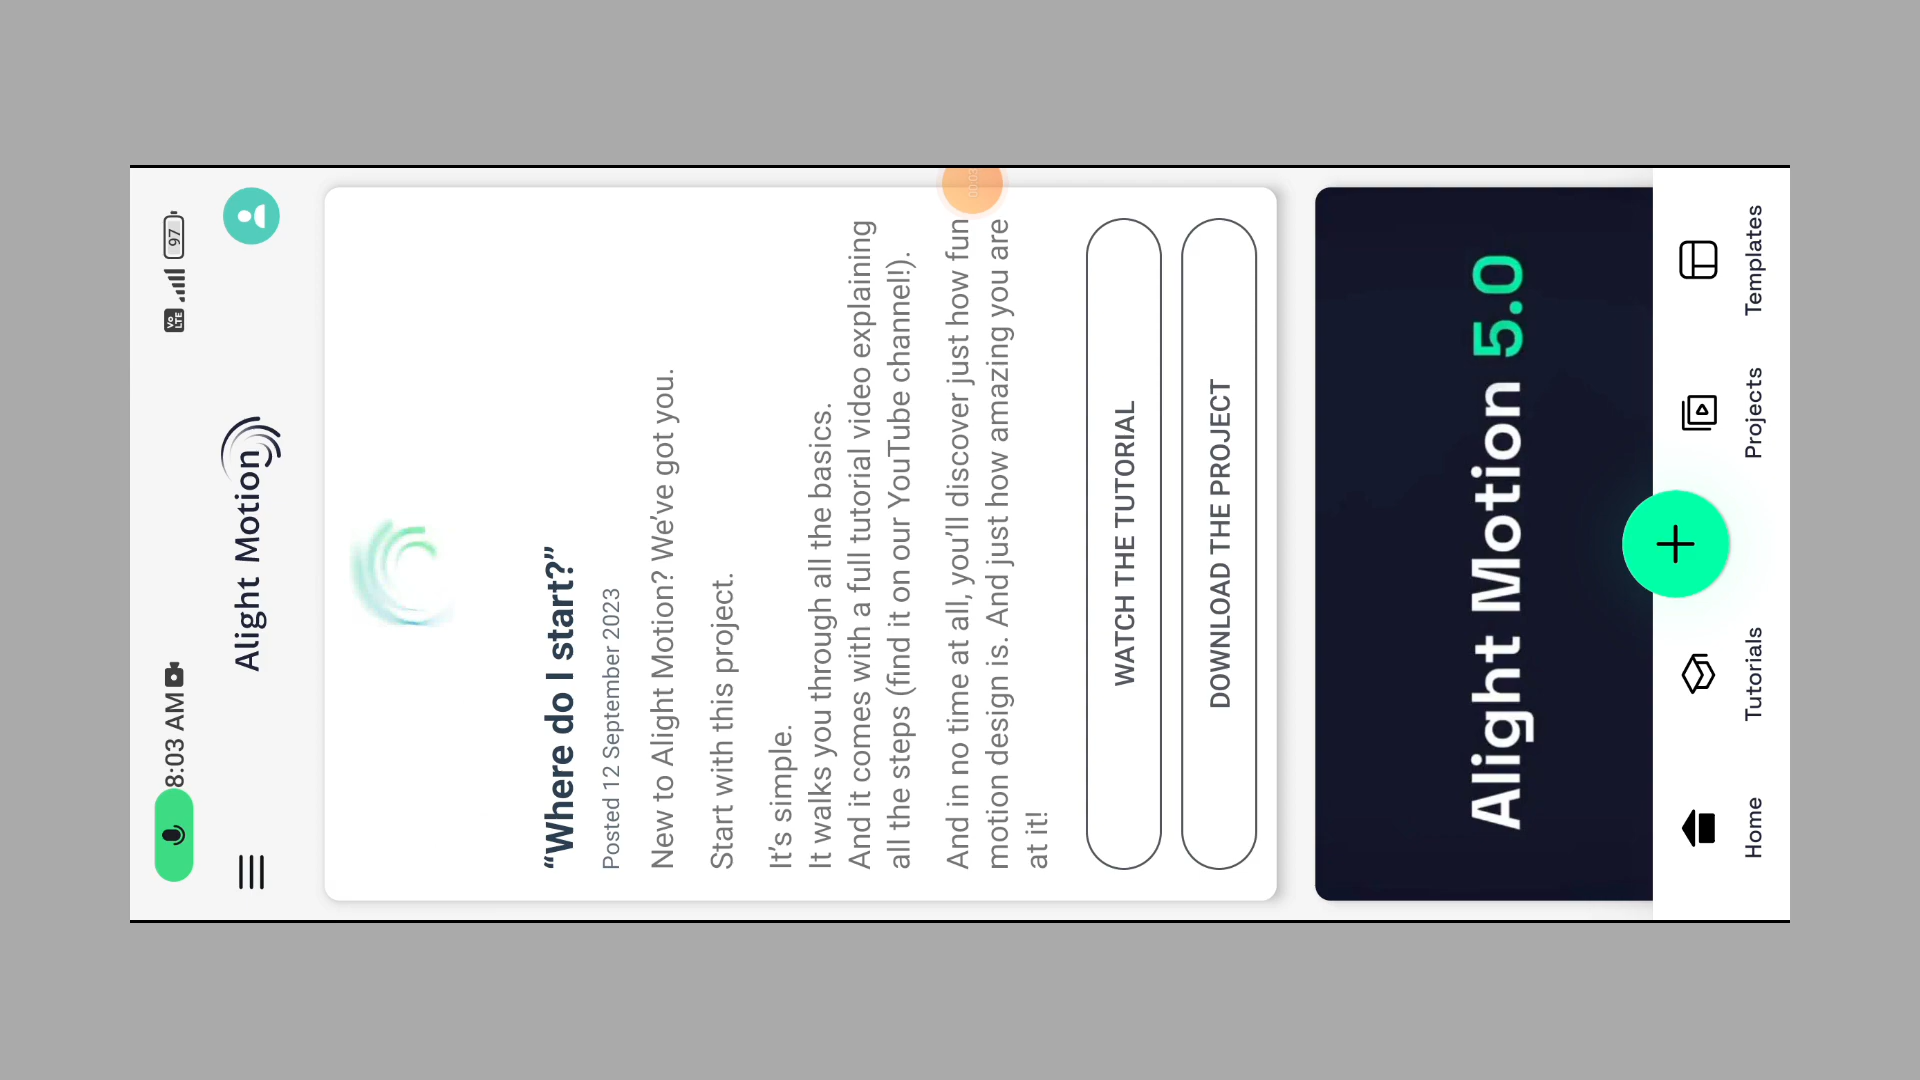 8:03 AM
Vo LTE
97
Alight Motion
“Where do I start?”
Posted 12 September 2023
New to Alight Motion? We’ve got you.
Start with this project.
It’s simple.
It walks you through all the basics.
And it comes with a full tutorial video explaining
all the steps (find it on our YouTube channel!).
And in no time at all, you’ll discover just how fun
motion design is. And just how amazing you are
at it!
WATCH THE TUTORIAL
DOWNLOAD THE PROJECT
Alight Motion 5.0
Home
Tutorials
Projects
Templates